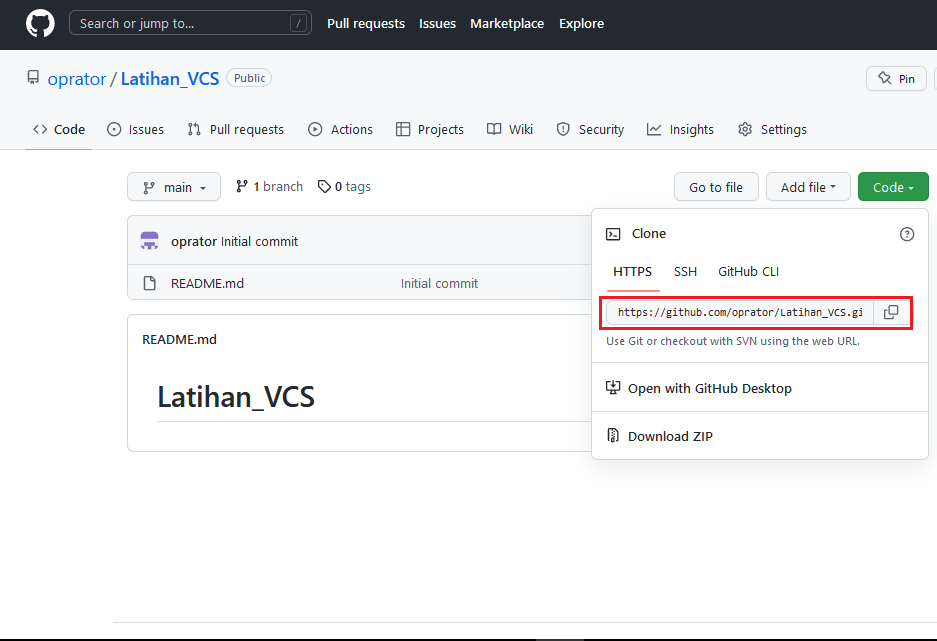 Search or jump to... /
Pull requests Issues Marketplace Explore
oprator / Latihan_VCS Public
Pin
Code Issues Pull requests Actions Projects Wiki Security Insights Settings
main 1 branch 0 tags
Go to file Add file Code
oprator Initial commit
README.md Initial commit
README.md
Latihan_VCS
Clone
HTTPS SSH GitHub CLI
https://github.com/oprator/Latihan_VCS.gi
Use Git or checkout with SVN using the web URL.
Open with GitHub Desktop
Download ZIP